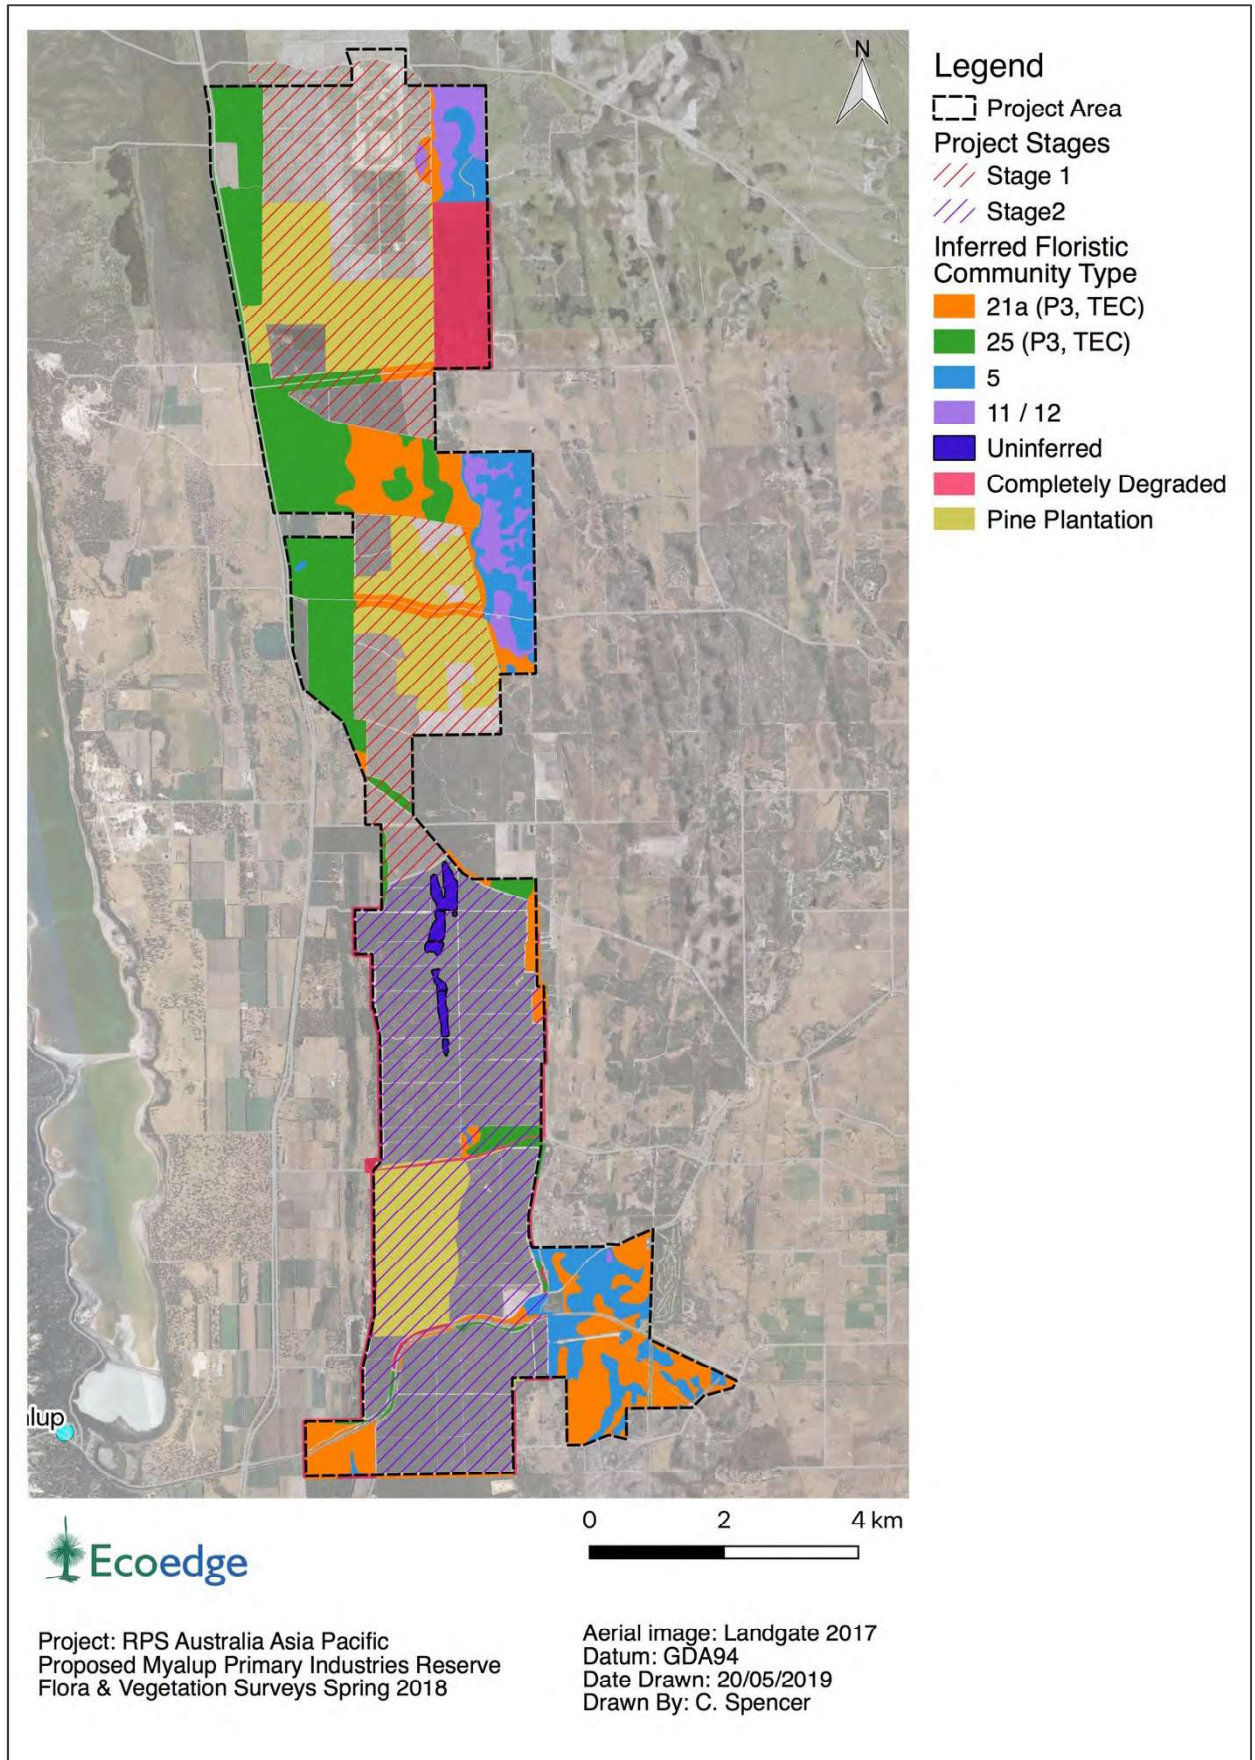 N
Legend
Project Area
Project Stages
Stage 1
Stage2
Inferred Floristic
Community Type
21a (P3, TEC)
25 (P3, TEC)
5
11 / 12
Uninferred
Completely Degraded
Pine Plantation
alup
0 2 4 km
Ecoedge
Project: RPS Australia Asia Pacific
Proposed Myalup Primary Industries Reserve
Flora & Vegetation Surveys Spring 2018
Aerial image: Landgate 2017
Datum: GDA94
Date Drawn: 20/05/2019
Drawn By: C. Spencer